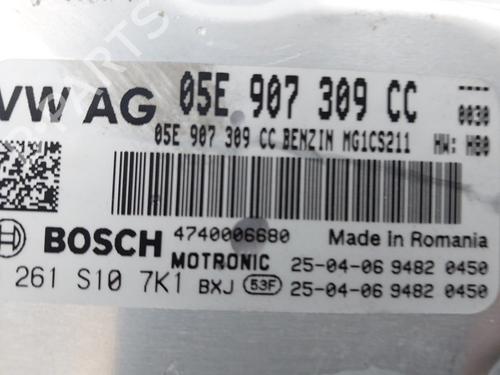 VW AG 05E 907 309 CC
0030
05E 907 309 CC BENZIN MG1CS211 HW: H80
BOSCH 4740006680 Made in Romania
MOTRONIC 25-04-06 9482 0450
261 S10 7K1 BXJ 53F 25-04-06 9482 0450